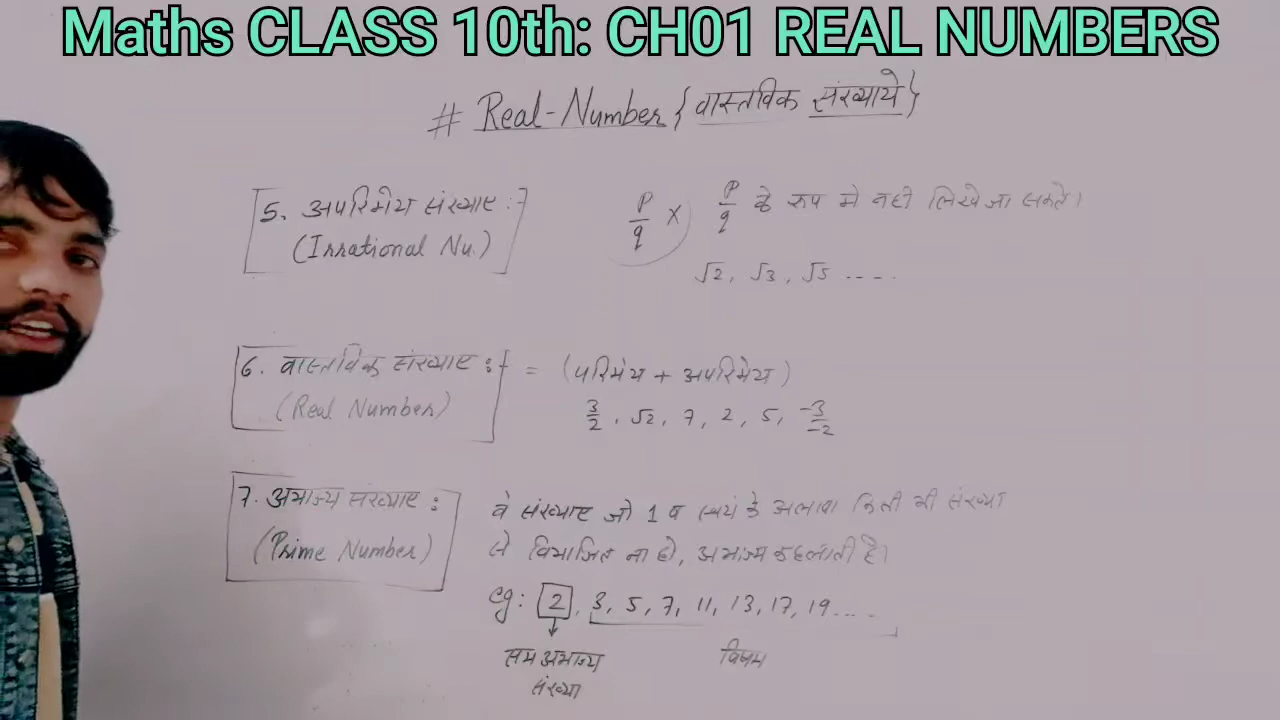 Maths CLASS 10th: CH01 REAL NUMBERS
# Real-Number {वास्तविक संख्याये}
5. अपरिमेय संख्याए :-
(Irrational Nu.)
p/q × p/q के रूप मे नही लिखे जा सकते।
√2, √3, √5 ----
6. वास्तविक संख्याए :- = (परिमेय + अपरिमेय)
(Real Number)
3/2, √2, 7, 2, 5, -3/-2
7. अभाज्य संख्याए :
(Prime Number)
वे संख्याए जो 1 व स्वयं के अलावा किसी भी संख्या
से विभाजित ना हो, अभाज्य कहलाती है।
eg: 2, 3, 5, 7, 11, 13, 17, 19....
सम अभाज्य
संख्या
विषम